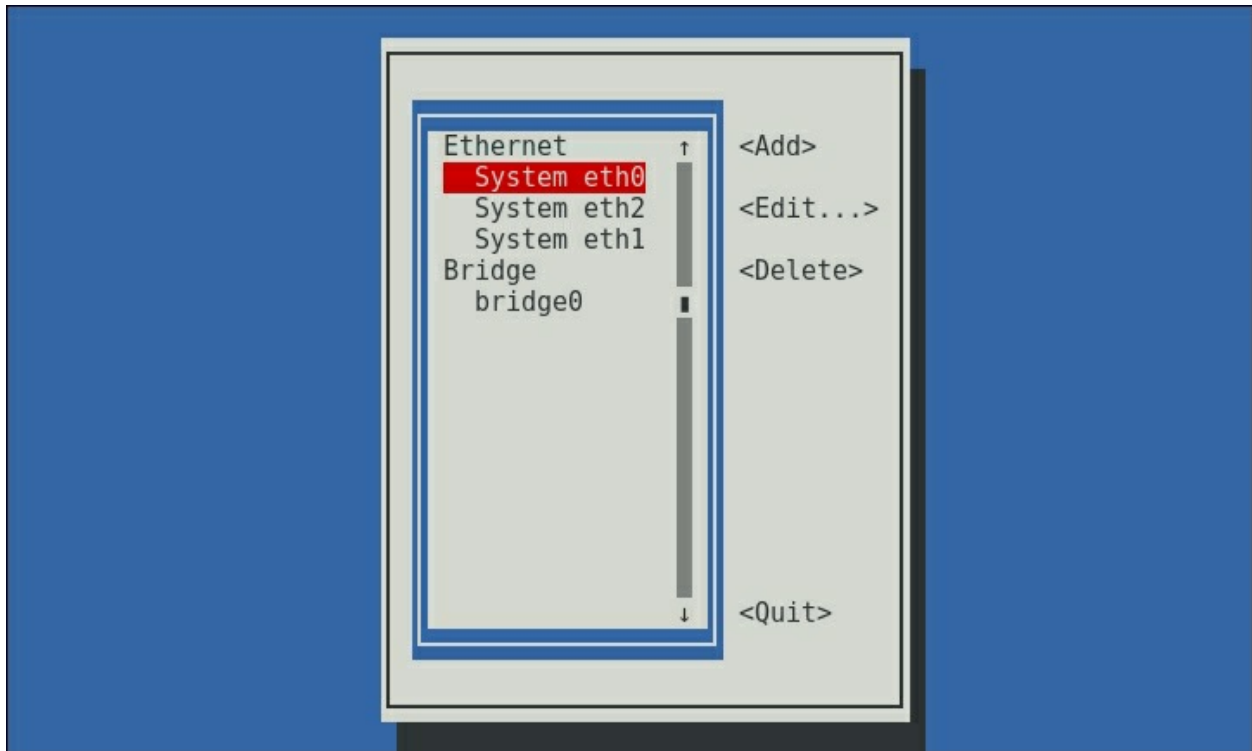 Ethernet ↑ <Add>
System eth0
System eth2 <Edit...>
System eth1
Bridge <Delete>
bridge0
↓ <Quit>